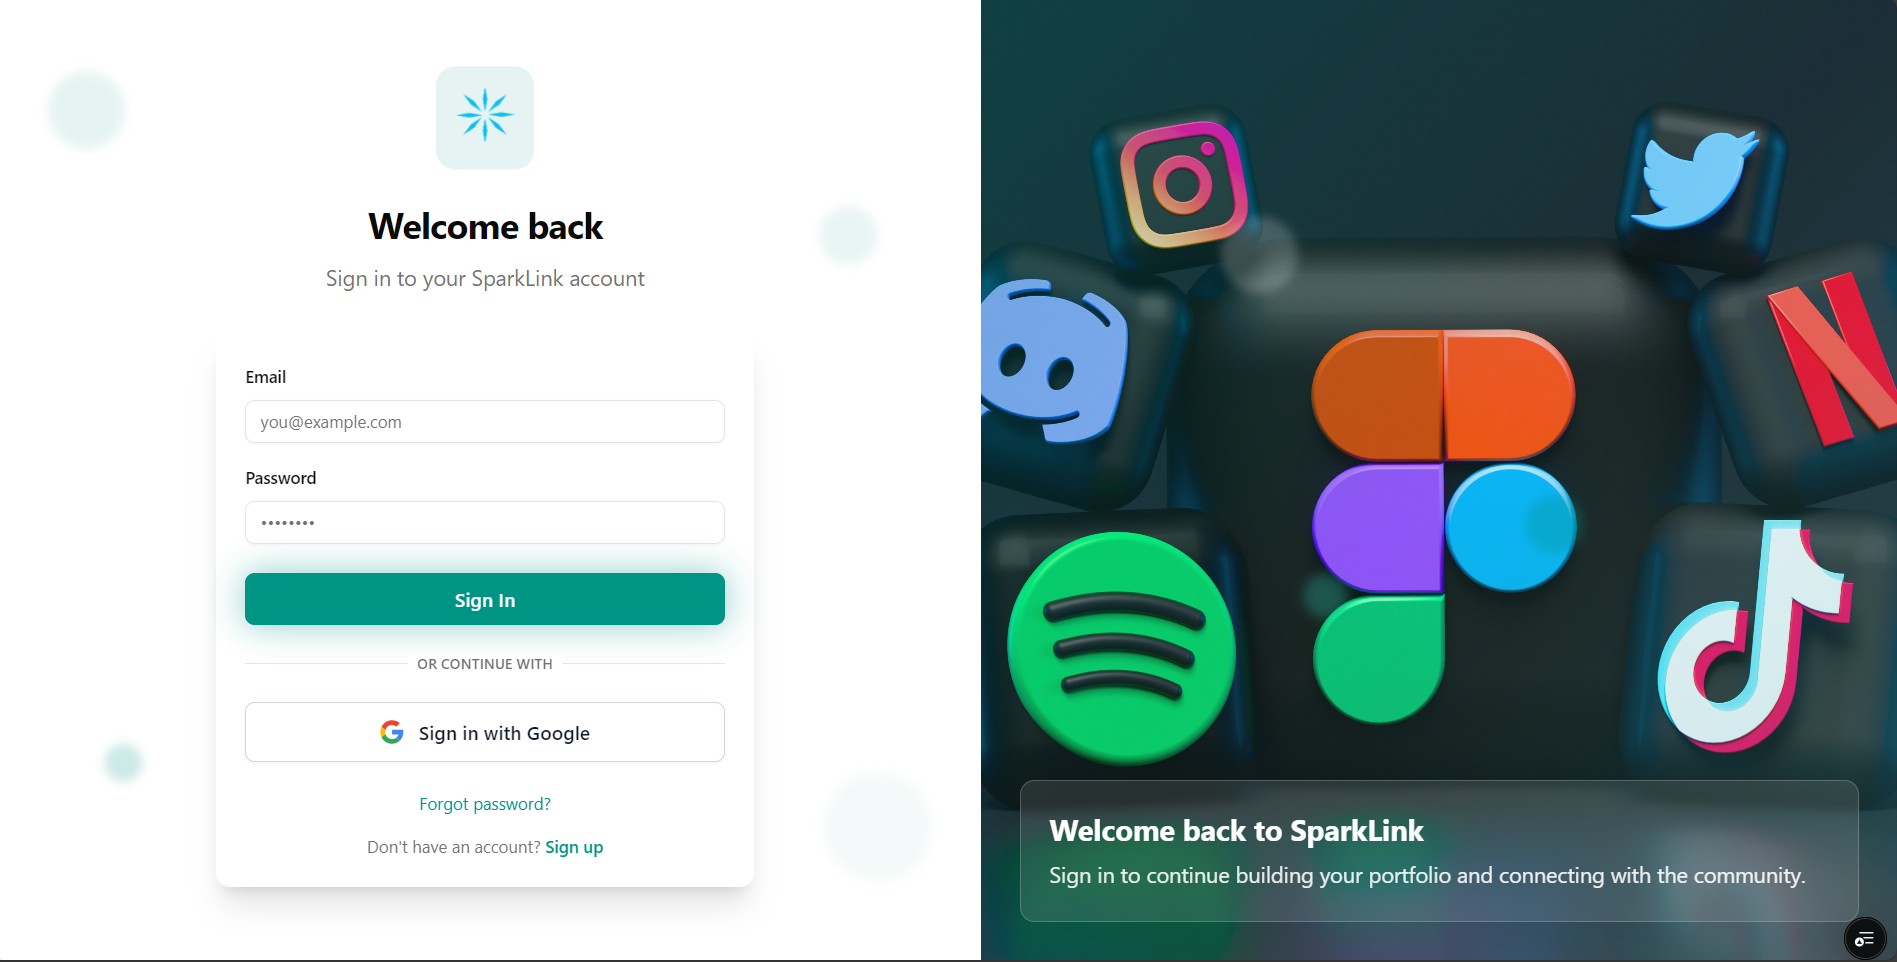 Welcome back
Sign in to your SparkLink account
Email
you@example.com
Password
••••••••
Sign In
OR CONTINUE WITH
Sign in with Google
Forgot password?
Don't have an account? Sign up
Welcome back to SparkLink
Sign in to continue building your portfolio and connecting with the community.